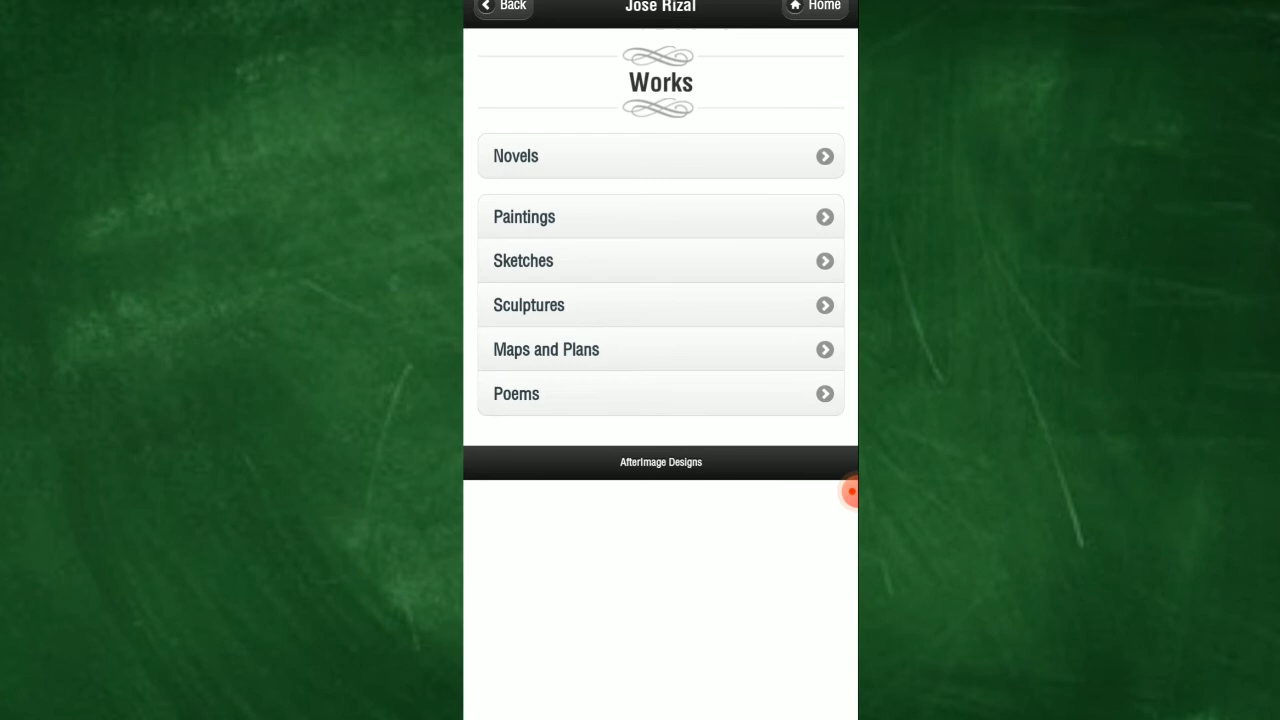 Back
Jose Rizal
Home
Works
Novels
Paintings
Sketches
Sculptures
Maps and Plans
Poems
AfterImage Designs